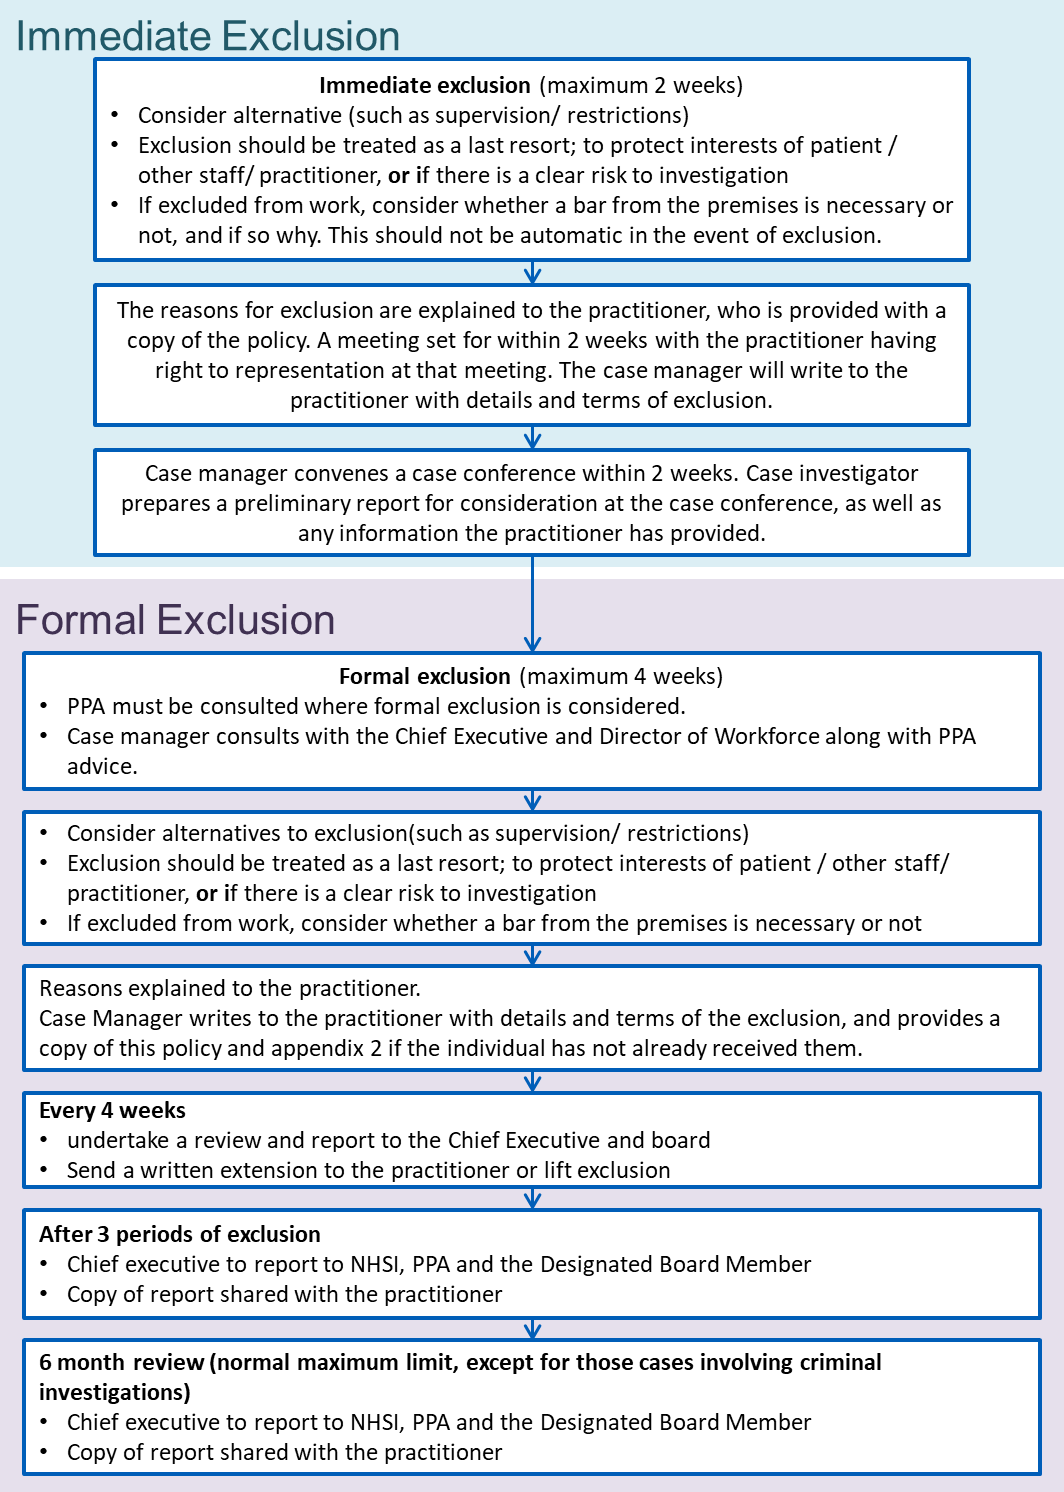 Immediate Exclusion
Immediate exclusion (maximum 2 weeks)
• Consider alternative (such as supervision/ restrictions)
• Exclusion should be treated as a last resort; to protect interests of patient /
other staff/ practitioner, or if there is a clear risk to investigation
• If excluded from work, consider whether a bar from the premises is necessary or
not, and if so why. This should not be automatic in the event of exclusion.
The reasons for exclusion are explained to the practitioner, who is provided with a
copy of the policy. A meeting set for within 2 weeks with the practitioner having
right to representation at that meeting. The case manager will write to the
practitioner with details and terms of exclusion.
Case manager convenes a case conference within 2 weeks. Case investigator
prepares a preliminary report for consideration at the case conference, as well as
any information the practitioner has provided.
Formal Exclusion
Formal exclusion (maximum 4 weeks)
• PPA must be consulted where formal exclusion is considered.
• Case manager consults with the Chief Executive and Director of Workforce along with PPA
advice.
• Consider alternatives to exclusion(such as supervision/ restrictions)
• Exclusion should be treated as a last resort; to protect interests of patient / other staff/
practitioner, or if there is a clear risk to investigation
• If excluded from work, consider whether a bar from the premises is necessary or not
Reasons explained to the practitioner.
Case Manager writes to the practitioner with details and terms of the exclusion, and provides a
copy of this policy and appendix 2 if the individual has not already received them.
Every 4 weeks
• undertake a review and report to the Chief Executive and board
• Send a written extension to the practitioner or lift exclusion
After 3 periods of exclusion
• Chief executive to report to NHSI, PPA and the Designated Board Member
• Copy of report shared with the practitioner
6 month review (normal maximum limit, except for those cases involving criminal
investigations)
• Chief executive to report to NHSI, PPA and the Designated Board Member
• Copy of report shared with the practitioner